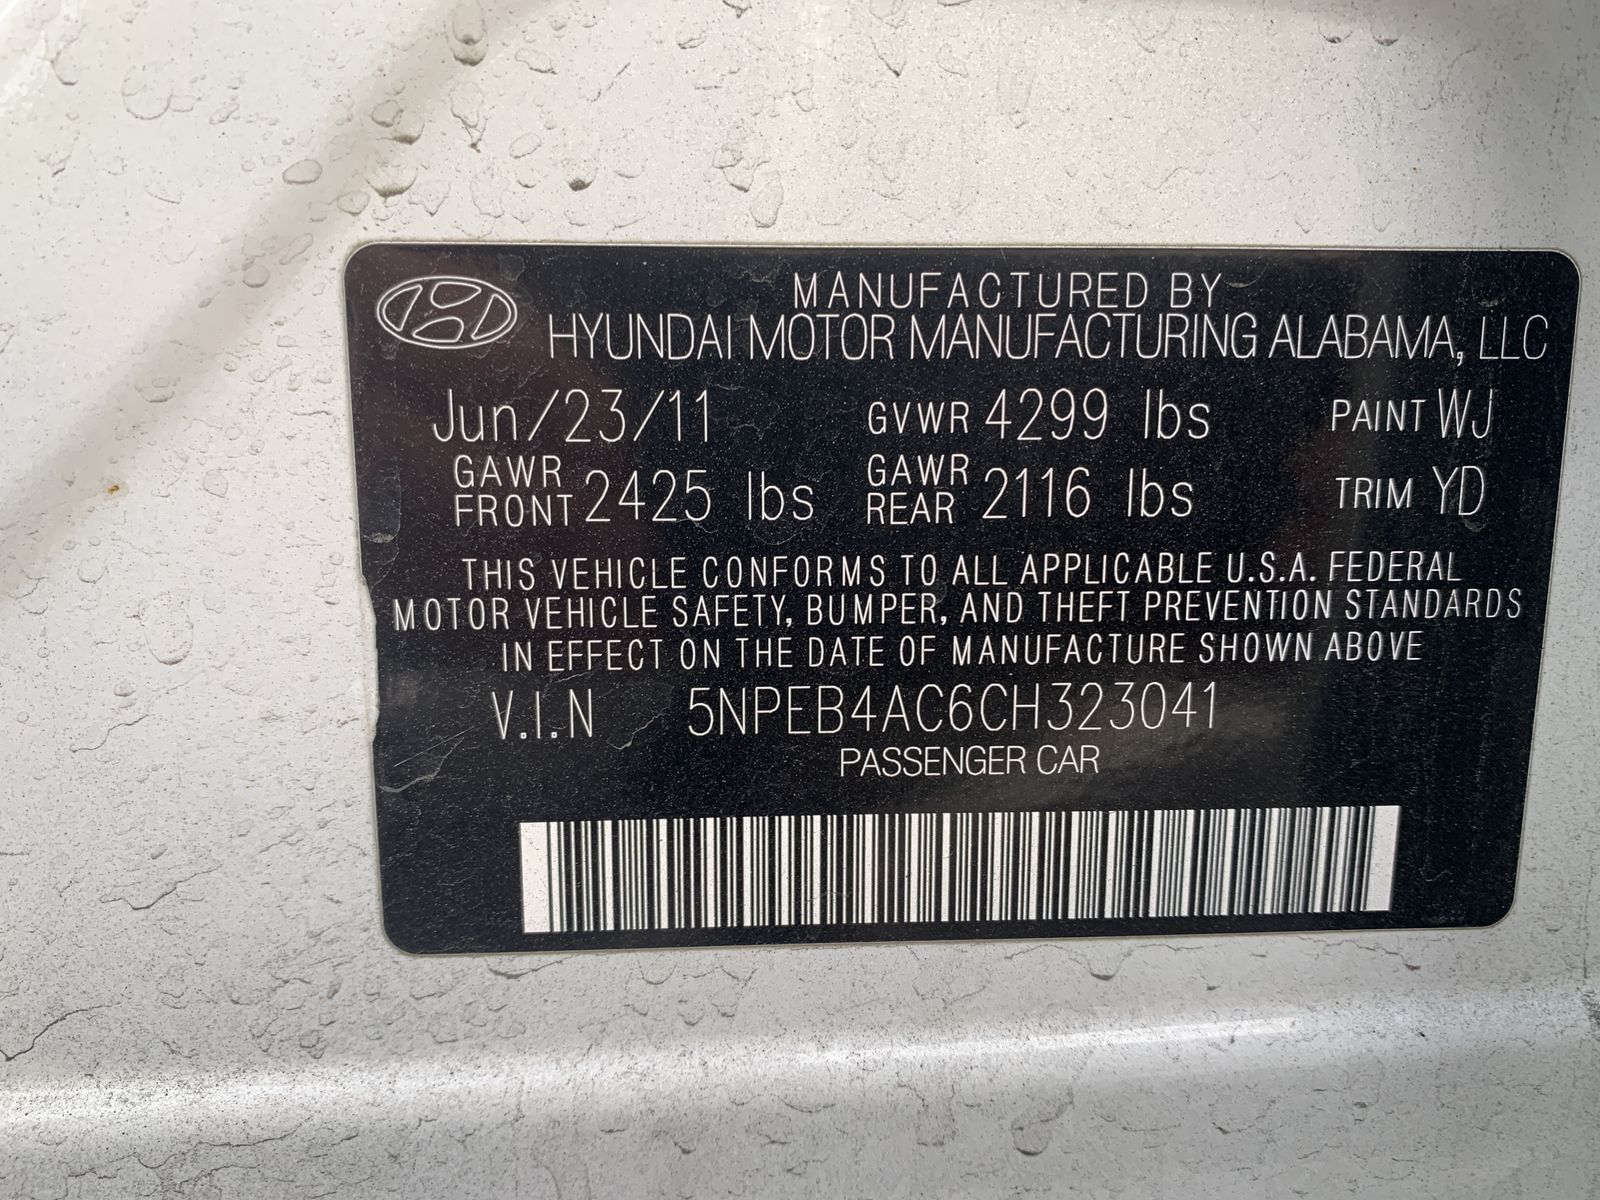 MANUFACTURED BY
HYUNDAI MOTOR MANUFACTURING ALABAMA, LLC
Jun/23/11 GVWR 4299 lbs PAINT WJ
GAWR FRONT 2425 lbs GAWR REAR 2116 lbs TRIM YD
THIS VEHICLE CONFORMS TO ALL APPLICABLE U.S.A. FEDERAL
MOTOR VEHICLE SAFETY, BUMPER, AND THEFT PREVENTION STANDARDS
IN EFFECT ON THE DATE OF MANUFACTURE SHOWN ABOVE
V.I.N 5NPEB4AC6CH323041
PASSENGER CAR